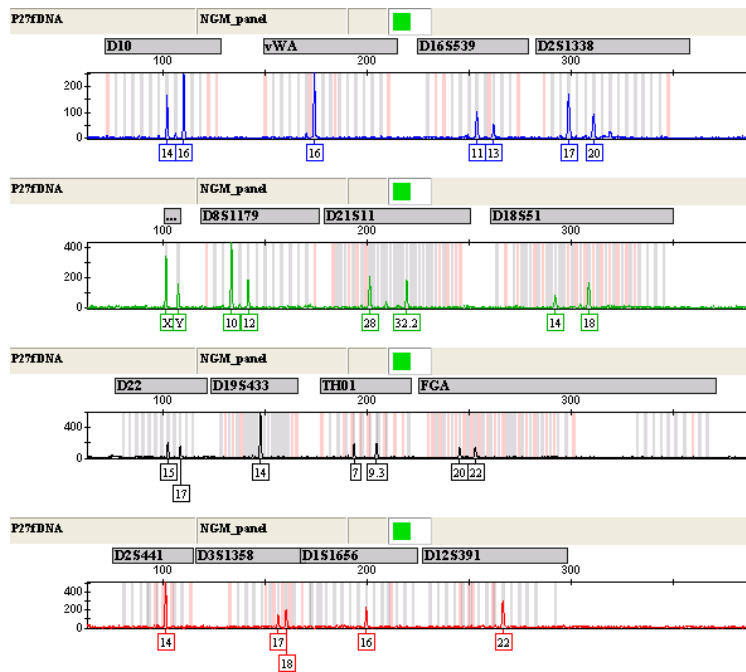 P27fDNA NGM_panel
D10 vWA D16S539 D2S1338
100 200 300
200
100
0
14 16 16 11 13 17 20
P27fDNA NGM_panel
... D8S1179 D21S11 D18S51
100 200 300
400
200
0
X Y 10 12 28 32.2 14 18
P27fDNA NGM_panel
D22 D19S433 TH01 FGA
100 200 300
400
0
15 14 7 9.3 20 22
17
P27fDNA NGM_panel
D2S441 D3S1358 D1S1656 D12S391
100 200 300
400
200
0
14 17 16 22
18